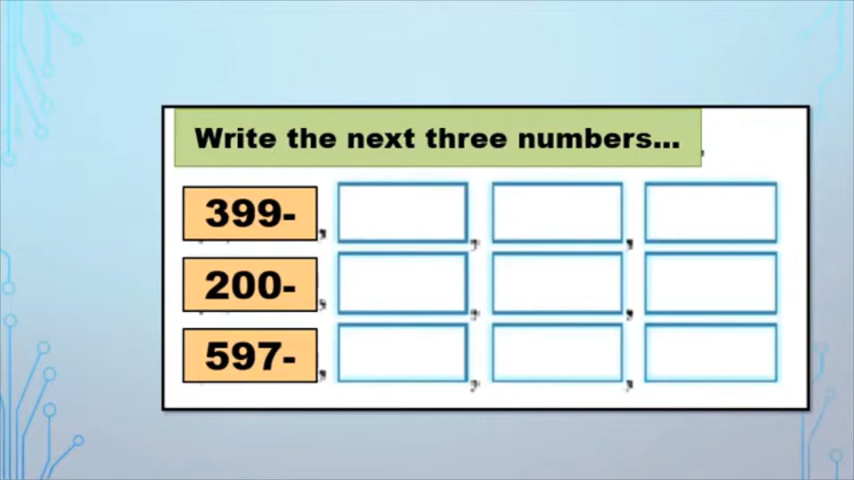 Write the next three numbers...
399- , , ,
200- , , ,
597- , , ,